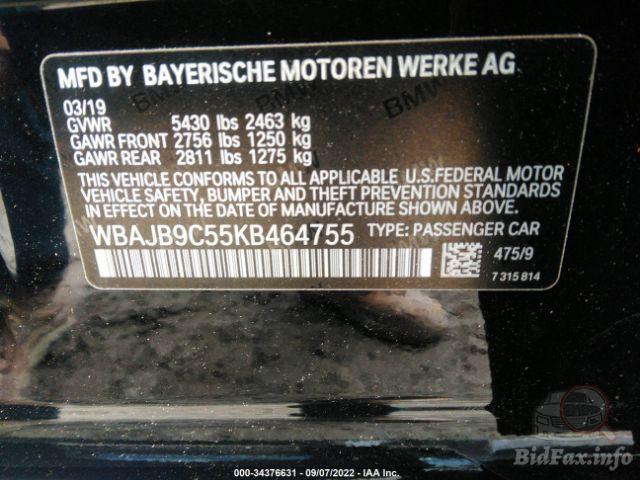 MFD BY BAYERISCHE MOTOREN WERKE AG
03/19
GVWR 5430 lbs 2463 kg
GAWR FRONT 2756 lbs 1250 kg
GAWR REAR 2811 lbs 1275 kg
THIS VEHICLE CONFORMS TO ALL APPLICABLE U.S.FEDERAL MOTOR
VEHICLE SAFETY, BUMPER AND THEFT PREVENTION STANDARDS
IN EFFECT ON THE DATE OF MANUFACTURE SHOWN ABOVE.
WBAJB9C55KB464755 TYPE: PASSENGER CAR
475/9
7 315 814
BidFax.info
000-34376631 - 09/07/2022 - IAA Inc.